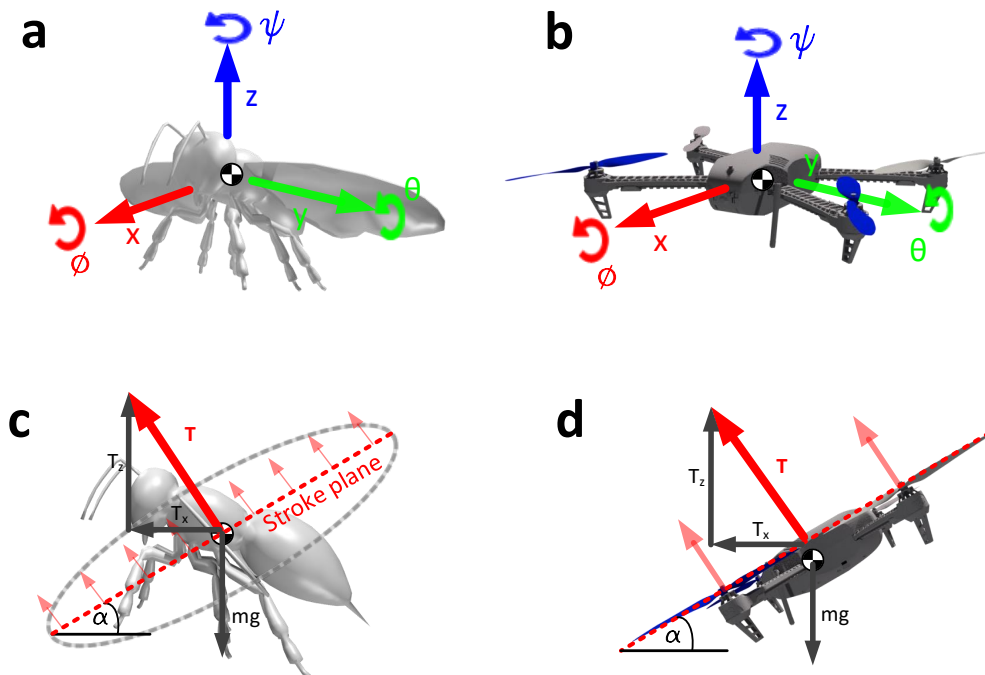 a
ψ
z
θ
y
x
ϕ
b
ψ
z
y
x
θ
ϕ
c
T
Tz
Tx
Stroke plane
α
mg
d
T
Tz
Tx
α
mg